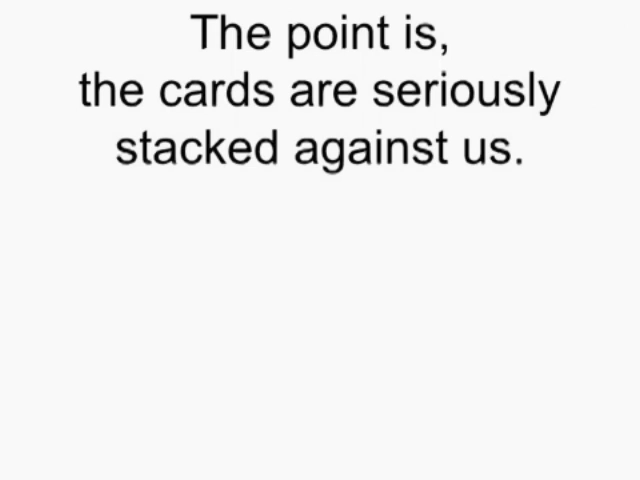 The point is,
the cards are seriously
stacked against us.